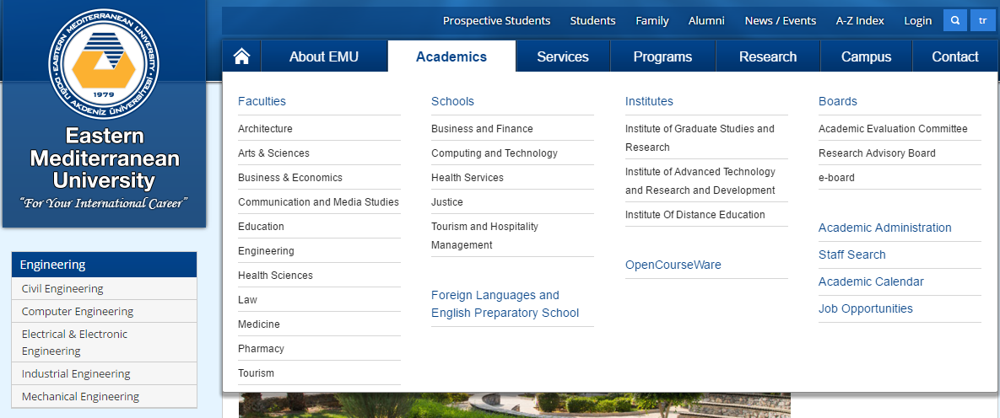 Prospective Students Students Family Alumni News / Events A-Z Index Login tr
About EMU Academics Services Programs Research Campus Contact
EASTERN MEDITERRANEAN UNIVERSITY
DOĞU AKDENİZ ÜNİVERSİTESİ
1979
Eastern
Mediterranean
University
“For Your International Career”
Engineering
Civil Engineering
Computer Engineering
Electrical & Electronic
Engineering
Industrial Engineering
Mechanical Engineering
Faculties
Architecture
Arts & Sciences
Business & Economics
Communication and Media Studies
Education
Engineering
Health Sciences
Law
Medicine
Pharmacy
Tourism
Schools
Business and Finance
Computing and Technology
Health Services
Justice
Tourism and Hospitality
Management
Foreign Languages and
English Preparatory School
Institutes
Institute of Graduate Studies and
Research
Institute of Advanced Technology
and Research and Development
Institute Of Distance Education
OpenCourseWare
Boards
Academic Evaluation Committee
Research Advisory Board
e-board
Academic Administration
Staff Search
Academic Calendar
Job Opportunities